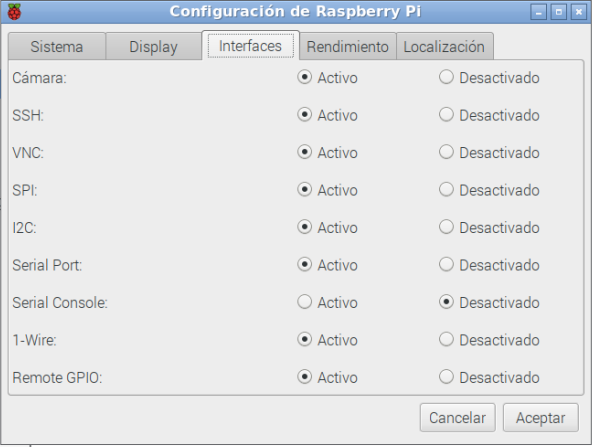 Configuración de Raspberry Pi
Sistema Display Interfaces Rendimiento Localización
Cámara: Activo Desactivado
SSH: Activo Desactivado
VNC: Activo Desactivado
SPI: Activo Desactivado
I2C: Activo Desactivado
Serial Port: Activo Desactivado
Serial Console: Activo Desactivado
1-Wire: Activo Desactivado
Remote GPIO: Activo Desactivado
Cancelar Aceptar